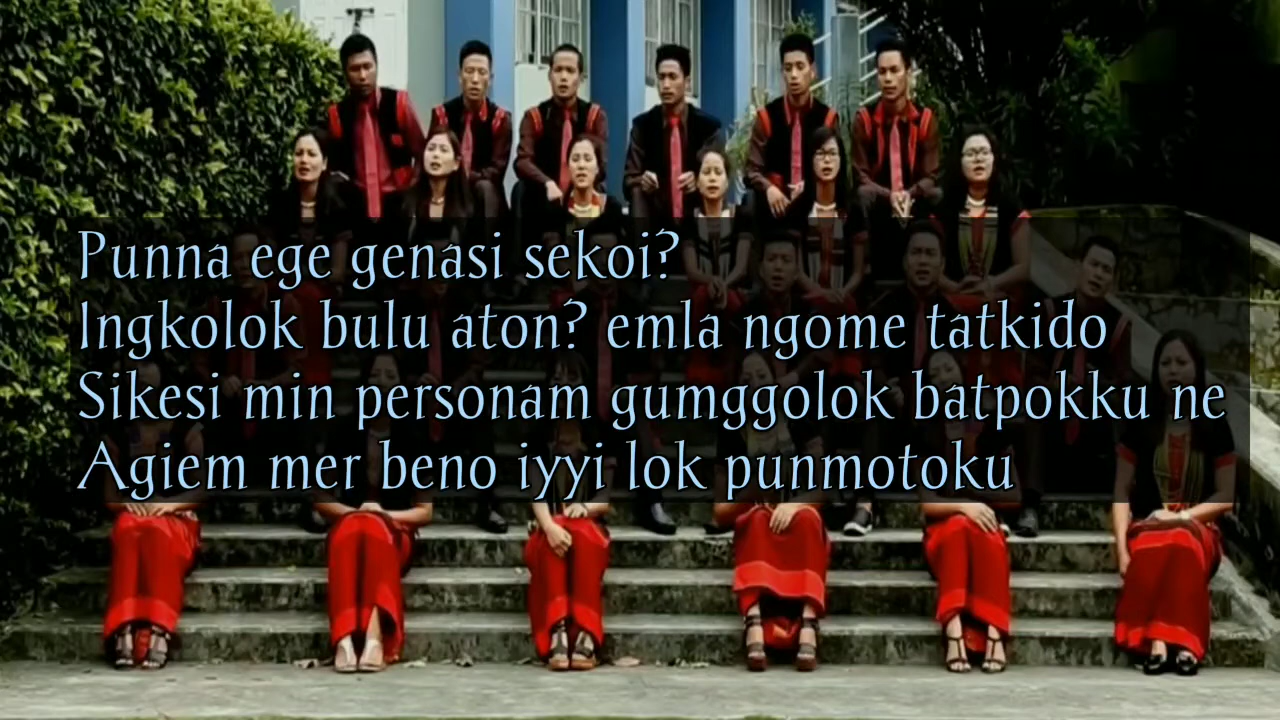 Punna ege genasi sekoi?
Ingkolok bulu aton? emla ngome tatkido
Sikesi min personam gumggolok batpokku ne
Agiem mer beno iyyi lok punmotoku